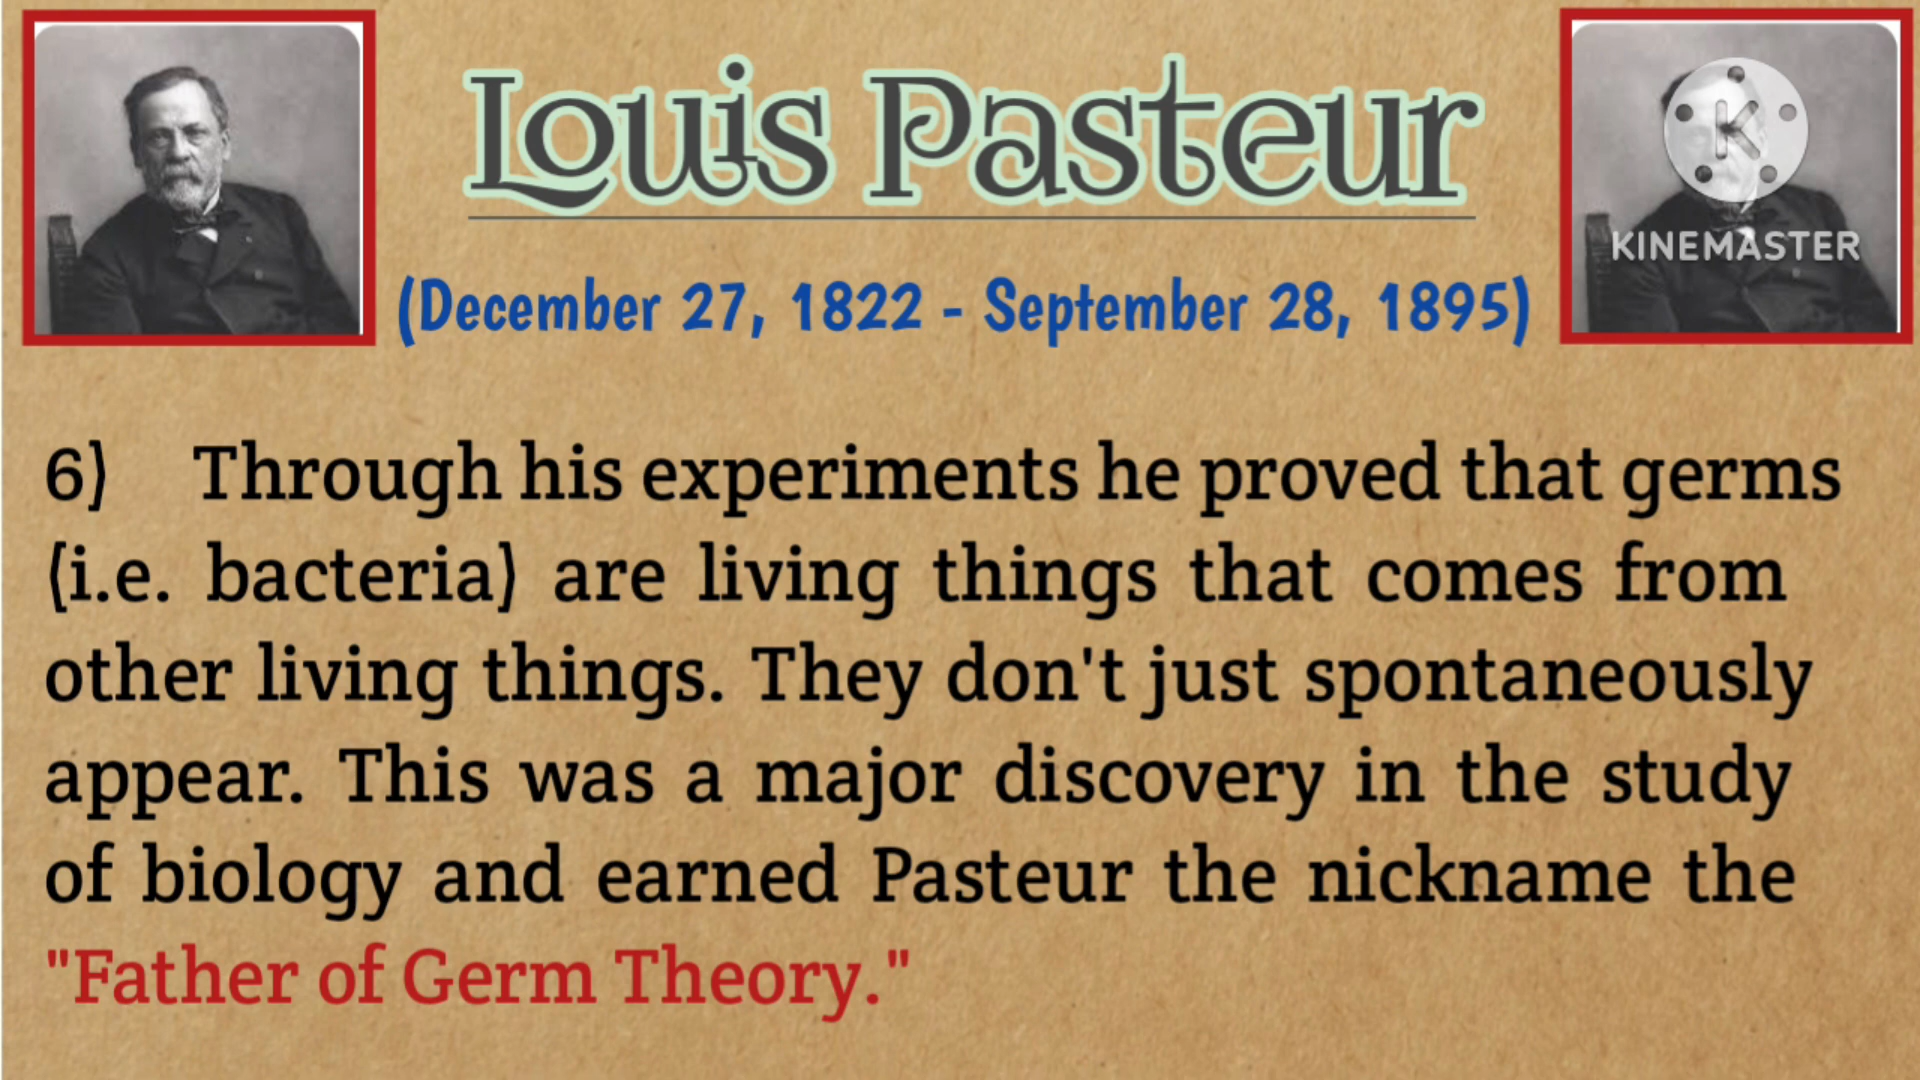 Louis Pasteur
K
KINEMASTER
(December 27, 1822 - September 28, 1895)
6) Through his experiments he proved that germs
(i.e. bacteria) are living things that comes from
other living things. They don't just spontaneously
appear. This was a major discovery in the study
of biology and earned Pasteur the nickname the
"Father of Germ Theory."